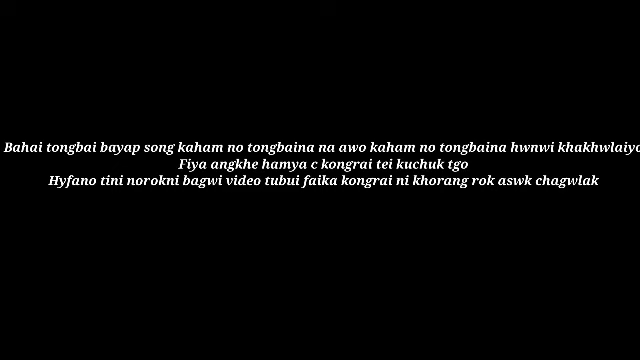 Bahai tongbai bayap song kaham no tongbaina na awo kaham no tongbaina hwnwi khakhwlaiyo
Fiya angkhe hamya c kongrai tei kuchuk tgo
Hyfano tini norokni bagwi video tubui faika kongrai ni khorang rok aswk chagwlak